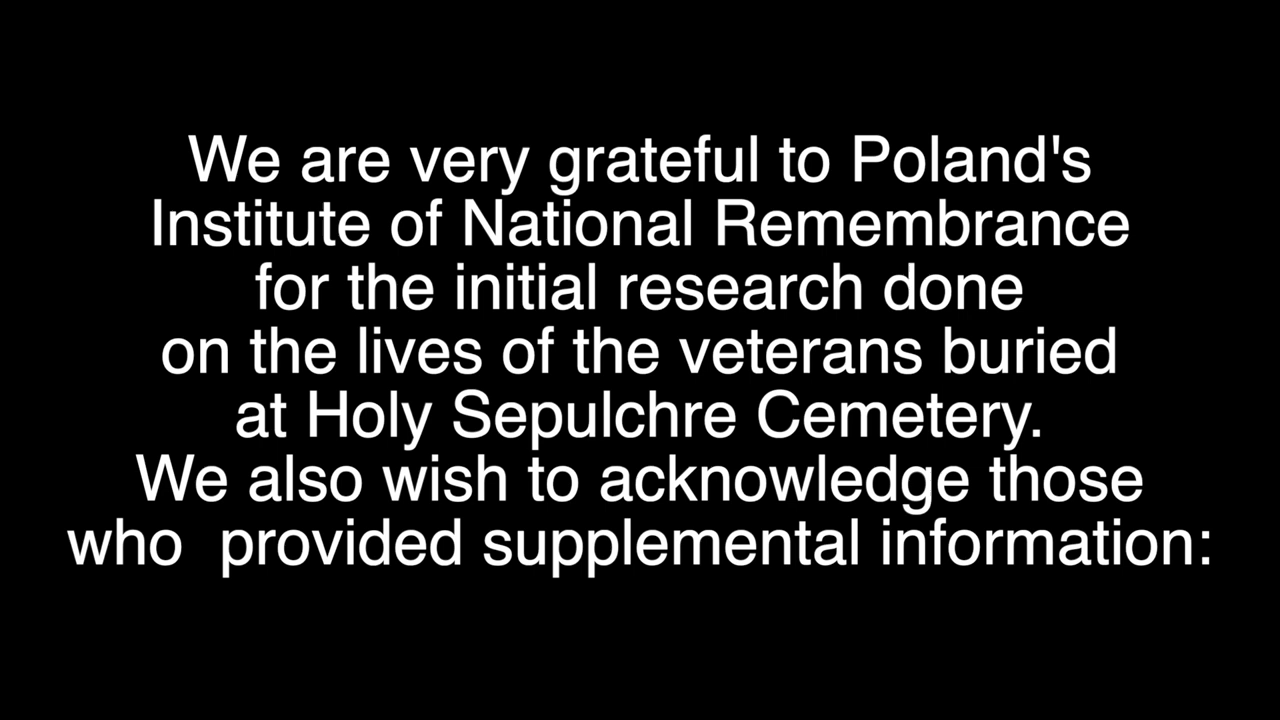 We are very grateful to Poland's
Institute of National Remembrance
for the initial research done
on the lives of the veterans buried
at Holy Sepulchre Cemetery.
We also wish to acknowledge those
who  provided supplemental information: